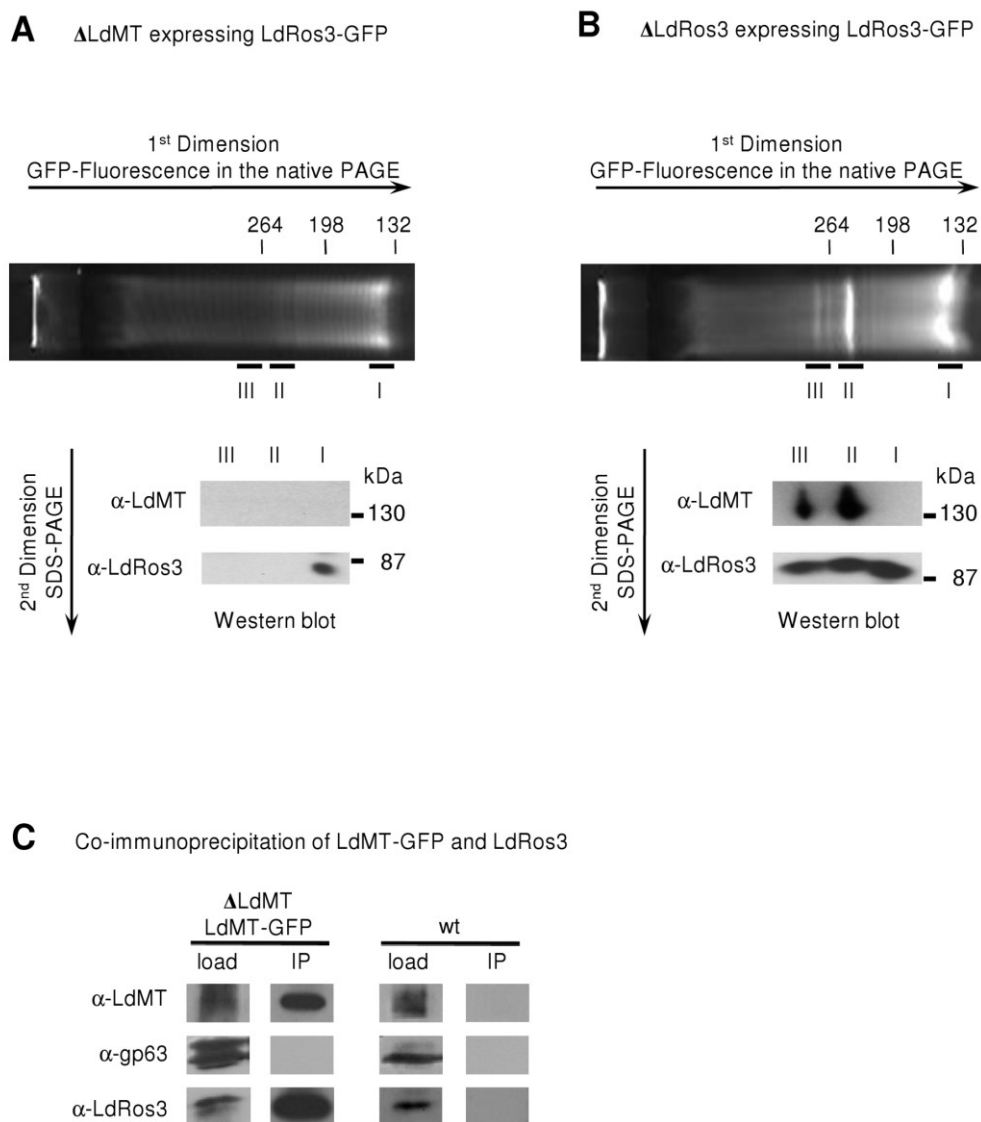 A ΔLdMT expressing LdRos3-GFP
1st Dimension
GFP-Fluorescence in the native PAGE
264 198 132
III II I
III II I
kDa
α-LdMT
130
α-LdRos3
87
2nd Dimension
SDS-PAGE
Western blot
B ΔLdRos3 expressing LdRos3-GFP
1st Dimension
GFP-Fluorescence in the native PAGE
264 198 132
III II I
III II I
kDa
α-LdMT
130
α-LdRos3
87
2nd Dimension
SDS-PAGE
Western blot
C Co-immunoprecipitation of LdMT-GFP and LdRos3
ΔLdMT
LdMT-GFP wt
load IP load IP
α-LdMT
α-gp63
α-LdRos3